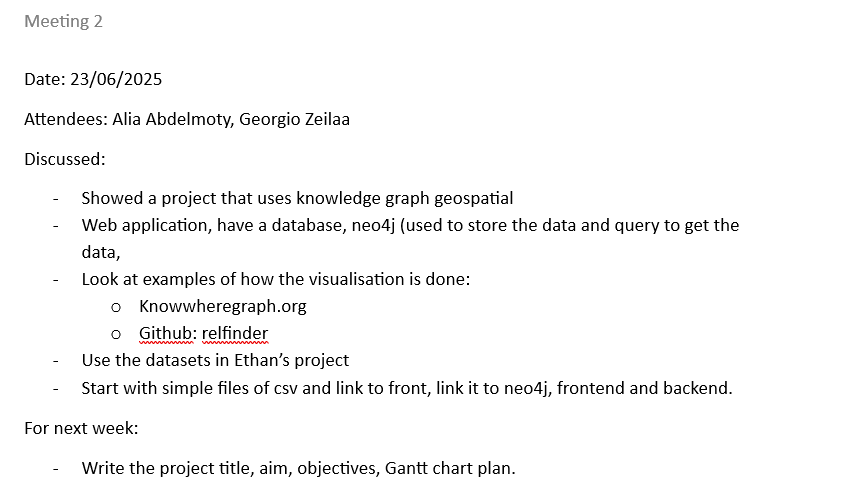 Meeting 2
Date: 23/06/2025
Attendees: Alia Abdelmoty, Georgio Zeilaa
Discussed:
- Showed a project that uses knowledge graph geospatial
- Web application, have a database, neo4j (used to store the data and query to get the
data,
- Look at examples of how the visualisation is done:
o Knowwheregraph.org
o Github: relfinder
- Use the datasets in Ethan’s project
- Start with simple files of csv and link to front, link it to neo4j, frontend and backend.
For next week:
- Write the project title, aim, objectives, Gantt chart plan.